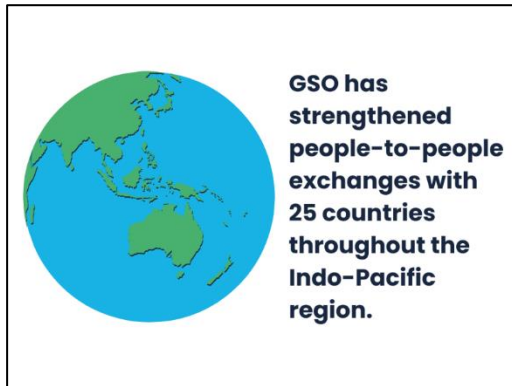 GSO has
strengthened
people-to-people
exchanges with
25 countries
throughout the
Indo-Pacific
region.